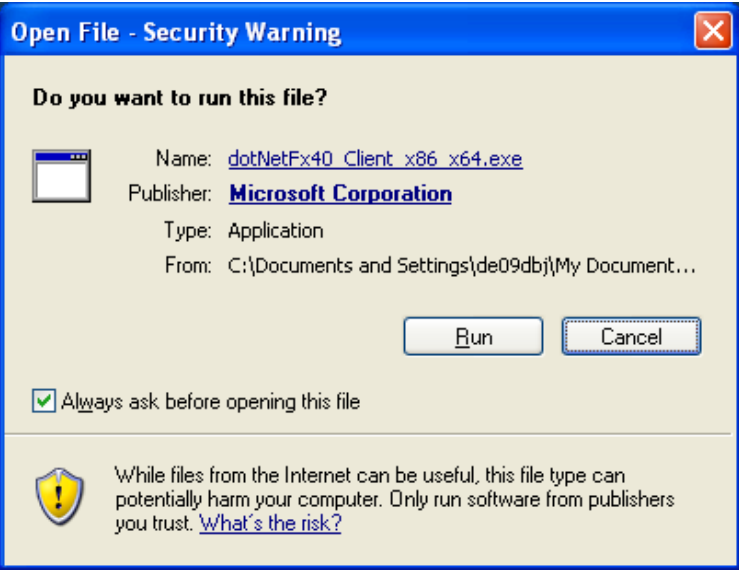 Open File - Security Warning
Do you want to run this file?
Name: dotNetFx40_Client_x86_x64.exe
Publisher: Microsoft Corporation
Type: Application
From: C:\Documents and Settings\de09dbj\My Document...
Run Cancel
Always ask before opening this file
While files from the Internet can be useful, this file type can
potentially harm your computer. Only run software from publishers
you trust. What's the risk?